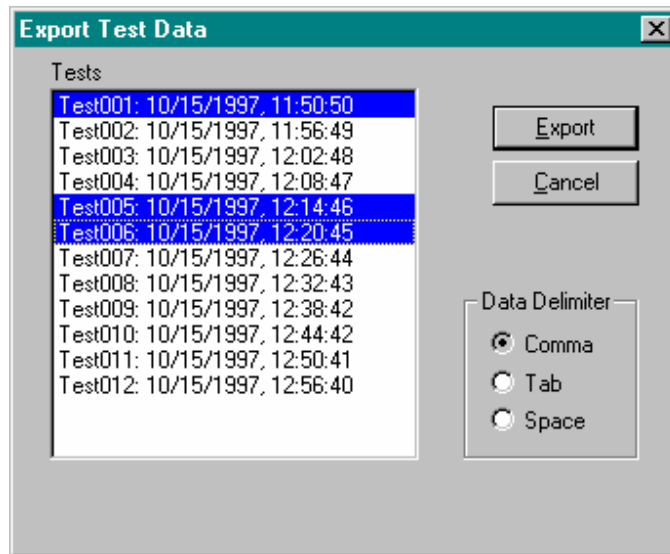 Export Test Data
Tests
Test001: 10/15/1997, 11:50:50
Test002: 10/15/1997, 11:56:49
Test003: 10/15/1997, 12:02:48
Test004: 10/15/1997, 12:08:47
Test005: 10/15/1997, 12:14:46
Test006: 10/15/1997, 12:20:45
Test007: 10/15/1997, 12:26:44
Test008: 10/15/1997, 12:32:43
Test009: 10/15/1997, 12:38:42
Test010: 10/15/1997, 12:44:42
Test011: 10/15/1997, 12:50:41
Test012: 10/15/1997, 12:56:40
Export
Cancel
Data Delimiter
Comma
Tab
Space